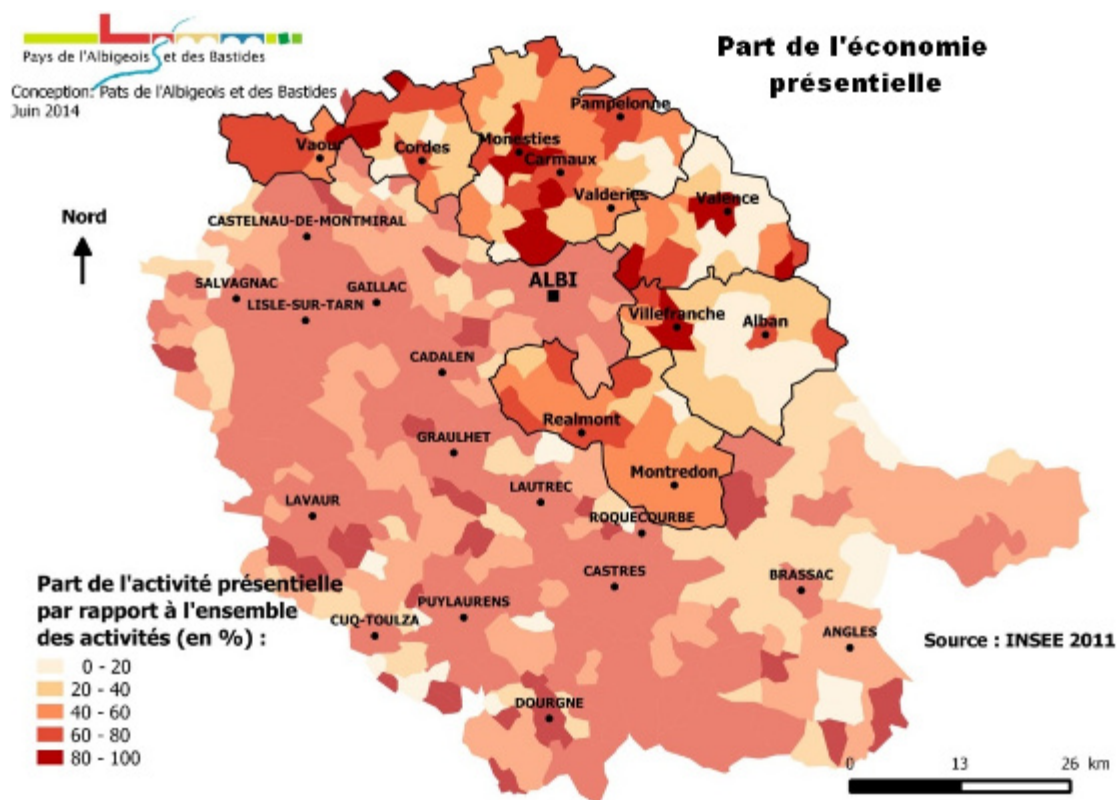 Pays de l'Albigeois et des Bastides
Conception: Pats de l'Albigeois et des Bastides
Juin 2014
Part de l'économie
présentielle
Nord
Pampelonne
Vaour
Cordes
Monesties
Carmaux
Valderies
Valence
CASTELNAU-DE-MONTMIRAL
ALBI
SALVAGNAC
GAILLAC
LISLE-SUR-TARN
Villefranche
Alban
CADALEN
Realmont
GRAULHET
Montredon
LAUTREC
LAVAUR
ROQUECOURBE
CASTRES
BRASSAC
PUYLAURENS
CUQ-TOULZA
ANGLES
DOURGNE
Part de l'activité présentielle
par rapport à l'ensemble
des activités (en %) :
0 - 20
20 - 40
40 - 60
60 - 80
80 - 100
Source : INSEE 2011
0 13 26 km